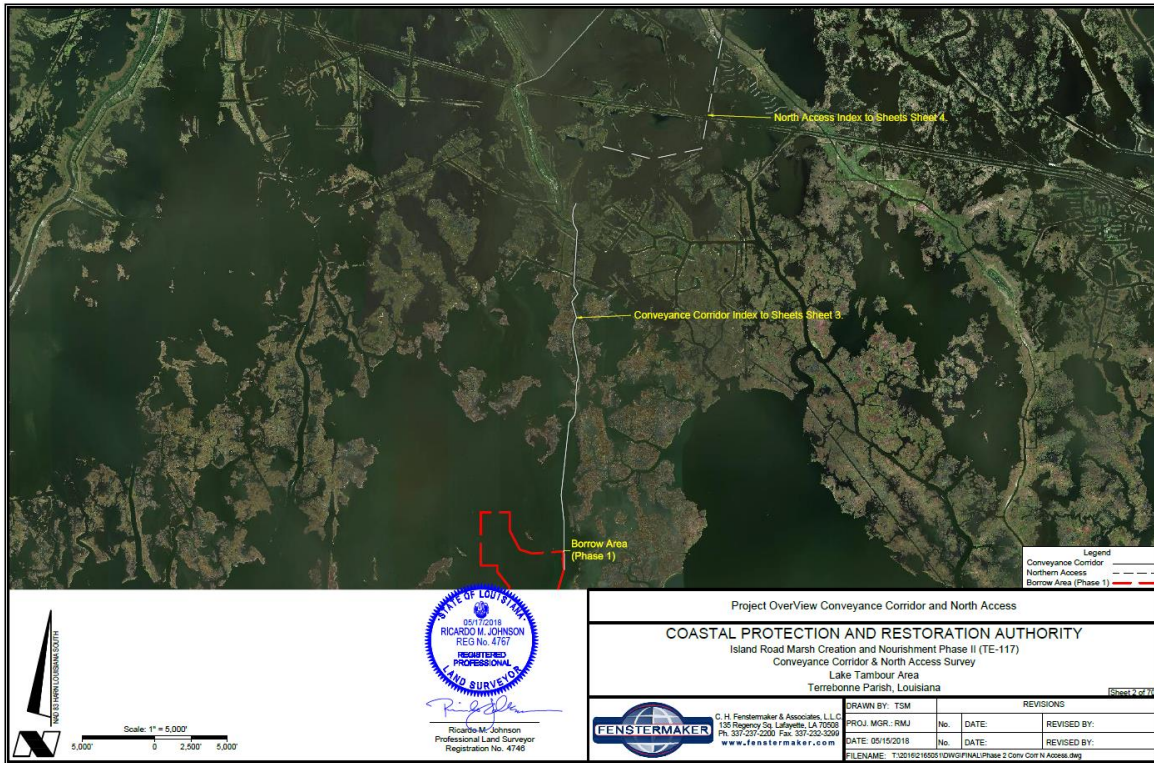 North Access Index to Sheets Sheet 4.
Conveyance Corridor Index to Sheets Sheet 3.
Borrow Area
(Phase 1)
Legend
Conveyance Corridor
Northern Access
Borrow Area (Phase 1)
NAD 83 HARN LOUISIANA SOUTH
N
Scale: 1" = 5,000'
5,000' 0 2,500' 5,000'
STATE OF LOUISIANA
05/17/2018
RICARDO M. JOHNSON
REG No. 4767
REGISTERED
PROFESSIONAL
LAND SURVEYOR
Ricardo M. Johnson
Professional Land Surveyor
Registration No. 4746
Project OverView Conveyance Corridor and North Access
COASTAL PROTECTION AND RESTORATION AUTHORITY
Island Road Marsh Creation and Nourishment Phase II (TE-117)
Conveyance Corridor & North Access Survey
Lake Tambour Area
Terrebonne Parish, Louisiana
Sheet 2 of 70
FENSTERMAKER
C. H. Fenstermaker & Associates, L.L.C.
135 Regency Sq. Lafayette, LA 70508
Ph. 337-237-2200 Fax. 337-232-3299
www.fenstermaker.com
DRAWN BY: TSM
REVISIONS
PROJ. MGR.: RMJ
No. DATE: REVISED BY:
DATE: 05/15/2018
No. DATE: REVISED BY:
FILENAME: T:\2016\2165051\DWG\FINAL\Phase 2 Conv Corr N Access.dwg